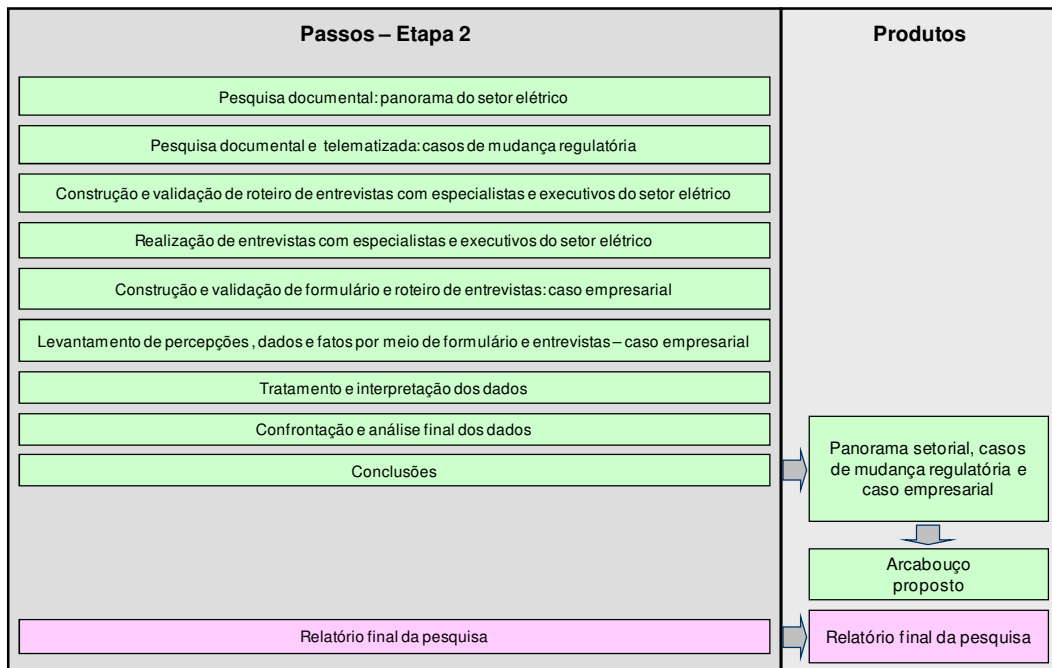 Passos – Etapa 2
Pesquisa documental: panorama do setor elétrico
Pesquisa documental e telematizada: casos de mudança regulatória
Construção e validação de roteiro de entrevistas com especialistas e executivos do setor elétrico
Realização de entrevistas com especialistas e executivos do setor elétrico
Construção e validação de formulário e roteiro de entrevistas: caso empresarial
Levantamento de percepções , dados e fatos por meio de formulário e entrevistas – caso empresarial
Tratamento e interpretação dos dados
Confrontação e análise final dos dados
Conclusões
Relatório final da pesquisa
Produtos
Panorama setorial, casos
de mudança regulatória e
caso empresarial
Arcabouço
proposto
Relatório final da pesquisa